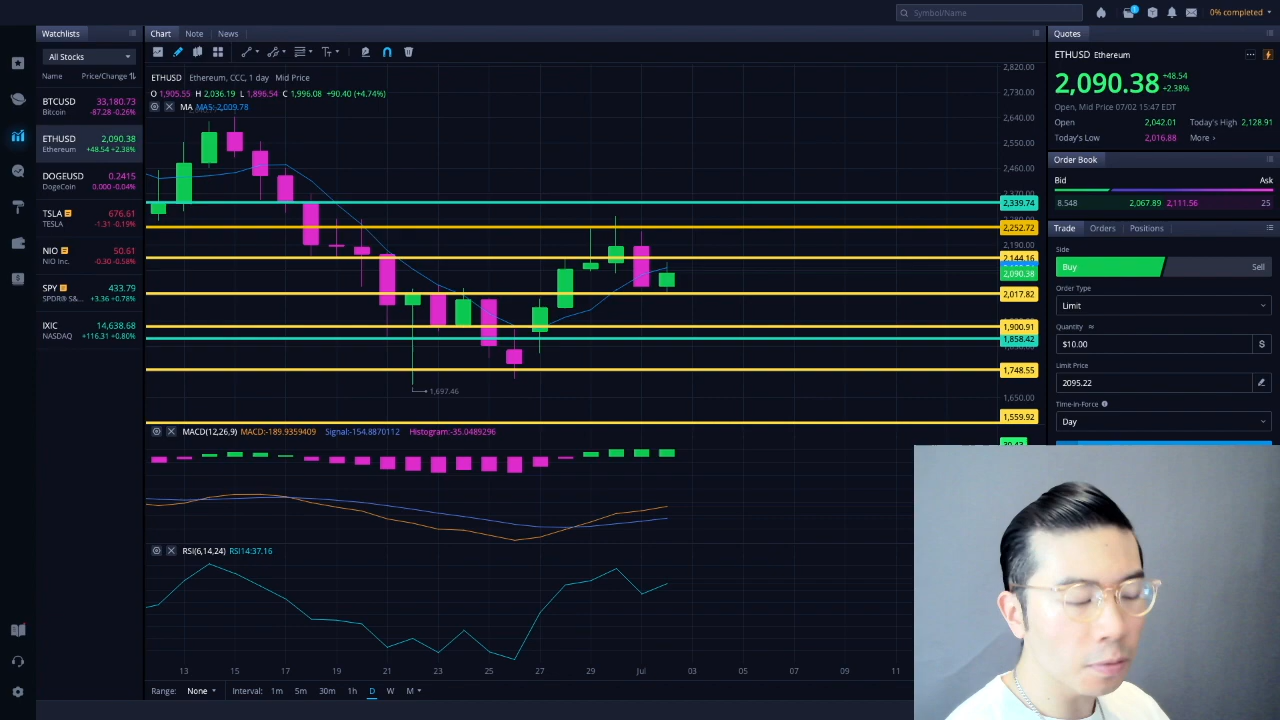 Symbol/Name
1
0% completed
Watchlists
Chart
Note
News
Quotes
All Stocks
Name
Price/Change
BTCUSD 33,180.73
Bitcoin -87.28 -0.26%
ETHUSD 2,090.38
Ethereum +48.54 +2.38%
DOGEUSD 0.2415
DogeCoin 0.000 -0.04%
TSLA 676.61
TESLA -1.31 -0.19%
NIO 50.61
NIO Inc. -0.30 -0.58%
SPY 433.79
SPDR® S&... +3.36 +0.78%
IXIC 14,638.68
NASDAQ +116.31 +0.80%
ETHUSD Ethereum, CCC, 1 day Mid Price
O 1,905.55 H 2,036.19 L 1,896.54 C 1,996.08 +90.40 (+4.74%)
MA MA5:-2,009.78
2,820.00
2,730.00
2,640.00
2,550.00
2,460.00
2,370.00
2,339.74
2,252.72
2,190.00
2,144.16
2,090.38
2,017.82
1,900.91
1,858.42
1,748.55
1,650.00
1,559.92
1,697.46
MACD(12,26,9) MACD:-189.9359409 Signal:-154.8870112 Histogram:-35.0489296
RSI(6,14,24) RSI14:37.16
13 15 17 19 21 23 25 27 29 Jul 03 05 07 09 11
Range: None Interval: 1m 5m 30m 1h D W M
ETHUSD Ethereum
2,090.38 +48.54
+2.38%
Open, Mid Price 07/02 15:47 EDT
Open 2,042.01 Today's High 2,128.91
Today's Low 2,016.88 More ›
Order Book
Bid Ask
8.548 2,067.89 2,111.56 25
Trade Orders Positions
Side
Buy Sell
Order Type
Limit
Quantity ≈
$10.00 $
Limit Price
2095.22
Time-in-Force
Day